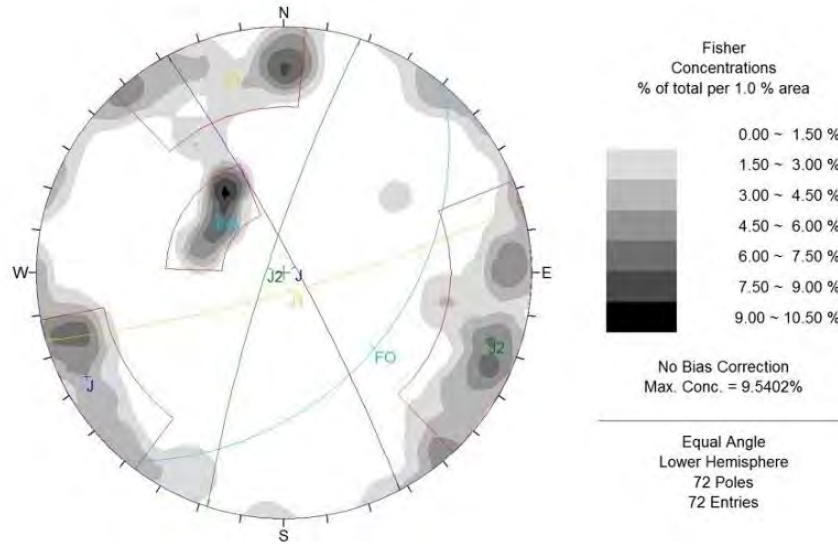 N
W
E
S
J2
J
J1
FO
J
J2
Fisher
Concentrations
% of total per 1.0 % area
0.00 ~ 1.50 %
1.50 ~ 3.00 %
3.00 ~ 4.50 %
4.50 ~ 6.00 %
6.00 ~ 7.50 %
7.50 ~ 9.00 %
9.00 ~ 10.50 %
No Bias Correction
Max. Conc. = 9.5402%
Equal Angle
Lower Hemisphere
72 Poles
72 Entries